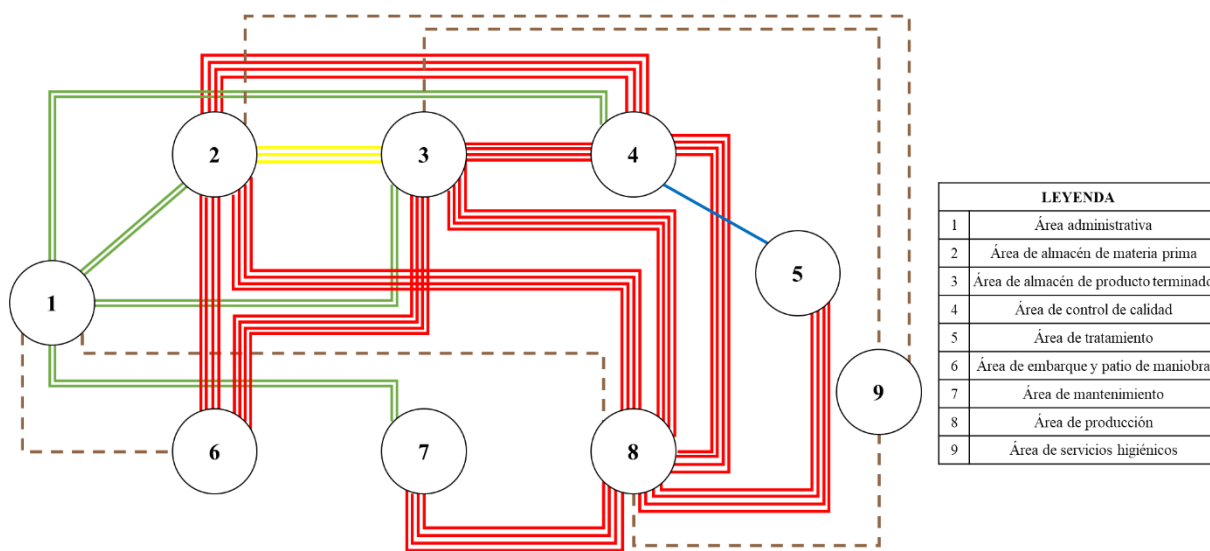 2
3
4
5
1
9
6
7
8
LEYENDA
1 Área administrativa
2 Área de almacén de materia prima
3 Área de almacén de producto terminado
4 Área de control de calidad
5 Área de tratamiento
6 Área de embarque y patio de maniobra
7 Área de mantenimiento
8 Área de producción
9 Área de servicios higiénicos